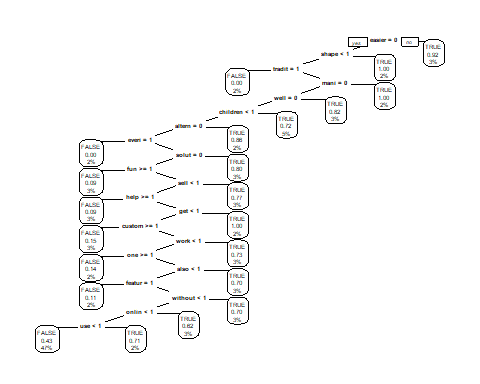 yes easier = 0 no
TRUE
0.92
3%
shape < 1
TRUE
1.00
2%
tradit = 1
FALSE
0.00
2%
mani = 0
TRUE
1.00
2%
well = 0
TRUE
0.82
3%
children < 1
TRUE
0.72
5%
altern = 0
TRUE
0.86
2%
even = 1
FALSE
0.00
2%
solut = 0
TRUE
0.80
3%
fun >= 1
FALSE
0.09
3%
sell < 1
TRUE
0.77
3%
help >= 1
FALSE
0.09
3%
get < 1
TRUE
1.00
2%
custom >= 1
FALSE
0.15
3%
work < 1
TRUE
0.73
3%
one >= 1
FALSE
0.14
2%
also < 1
TRUE
0.70
3%
featur = 1
FALSE
0.11
2%
without < 1
TRUE
0.70
3%
onlin < 1
TRUE
0.62
3%
use < 1
FALSE
0.43
47%
TRUE
0.71
2%